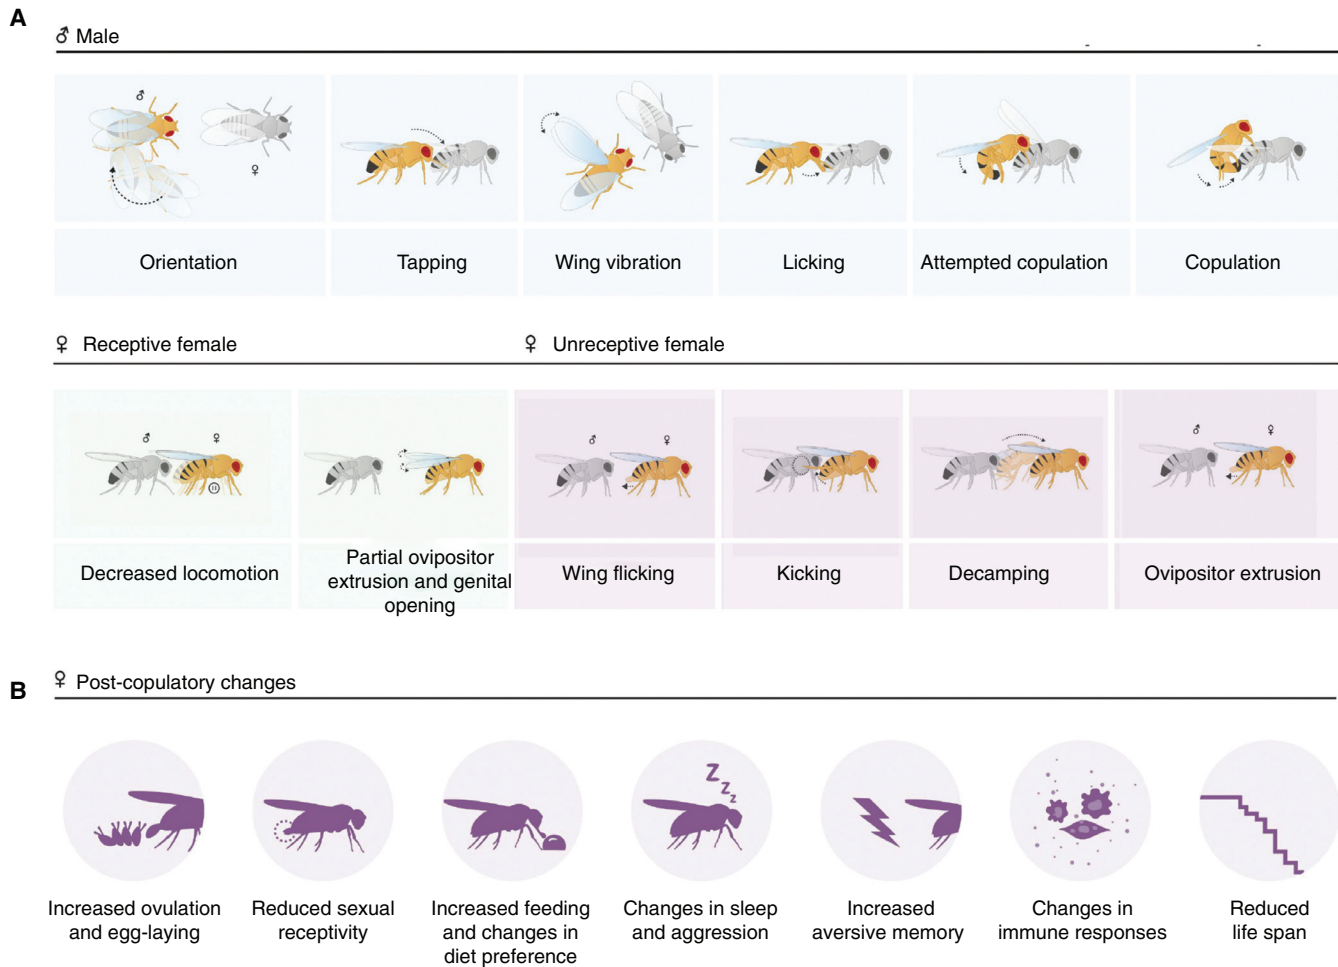 A
♂ Male
♂
♀
Orientation
Tapping
Wing vibration
Licking
Attempted copulation
Copulation
♀ Receptive female
♀ Unreceptive female
♂
♀
♂
♀
♂
♀
Decreased locomotion
Partial ovipositor
extrusion and genital
opening
Wing flicking
Kicking
Decamping
Ovipositor extrusion
B
♀ Post-copulatory changes
Z
Z
z
Increased ovulation
and egg-laying
Reduced sexual
receptivity
Increased feeding
and changes in
diet preference
Changes in sleep
and aggression
Increased
aversive memory
Changes in
immune responses
Reduced
life span